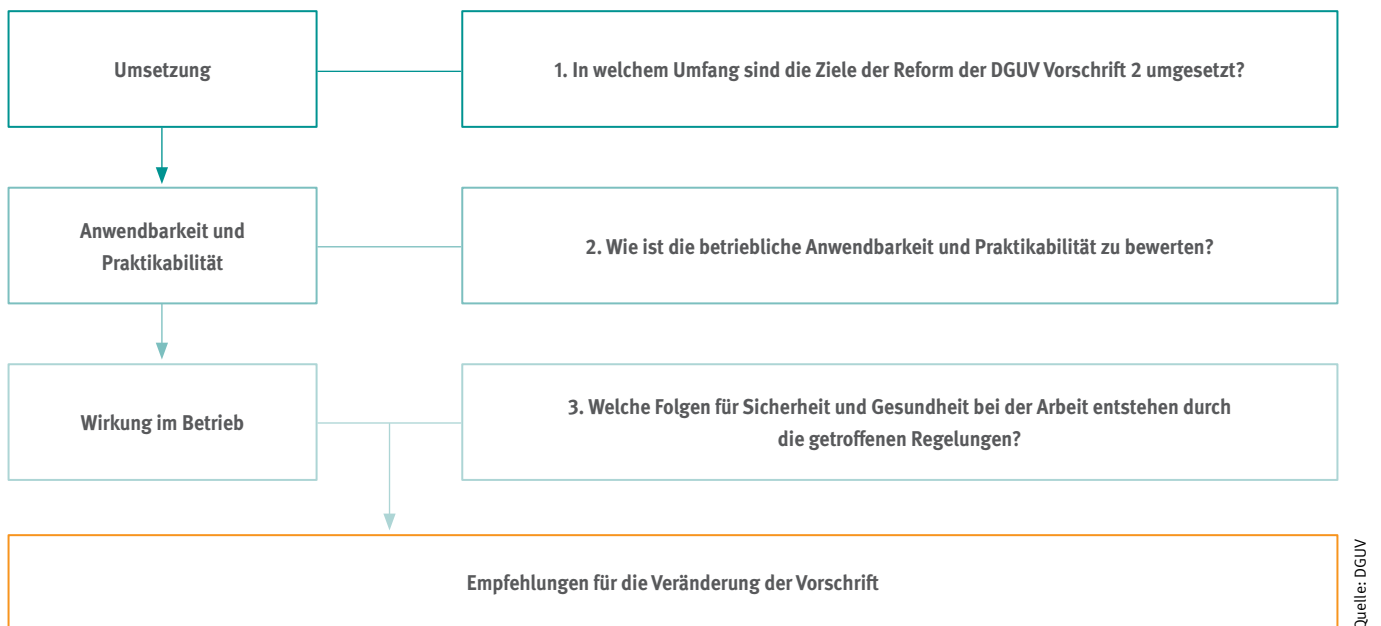 Umsetzung
1. In welchem Umfang sind die Ziele der Reform der DGUV Vorschrift 2 umgesetzt?
Anwendbarkeit und
Praktikabilität
2. Wie ist die betriebliche Anwendbarkeit und Praktikabilität zu bewerten?
Wirkung im Betrieb
3. Welche Folgen für Sicherheit und Gesundheit bei der Arbeit entstehen durch
die getroffenen Regelungen?
Empfehlungen für die Veränderung der Vorschrift
Quelle: DGUV